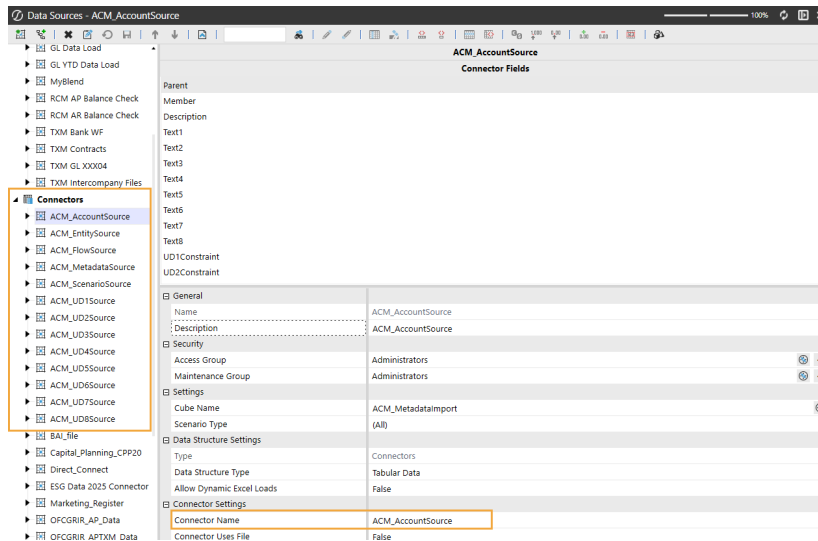 Data Sources - ACM_AccountSource
100%
GL Data Load
GL YTD Data Load
MyBlend
RCM AP Balance Check
RCM AR Balance Check
TXM Bank WF
TXM Contracts
TXM GL XXX04
TXM Intercompany Files
Connectors
ACM_AccountSource
ACM_EntitySource
ACM_FlowSource
ACM_MetadataSource
ACM_ScenarioSource
ACM_UD1Source
ACM_UD2Source
ACM_UD3Source
ACM_UD4Source
ACM_UD5Source
ACM_UD6Source
ACM_UD7Source
ACM_UD8Source
BAI_file
Capital_Planning_CPP20
Direct_Connect
ESG Data 2025 Connector
Marketing_Register
OFCGRIR_AP_Data
OFCGRIR_APTXM_Data
ACM_AccountSource
Connector Fields
Parent
Member
Description
Text1
Text2
Text3
Text4
Text5
Text6
Text7
Text8
UD1Constraint
UD2Constraint
General
Name ACM_AccountSource
Description ACM_AccountSource
Security
Access Group Administrators
Maintenance Group Administrators
Settings
Cube Name ACM_MetadataImport
Scenario Type (All)
Data Structure Settings
Type Connectors
Data Structure Type Tabular Data
Allow Dynamic Excel Loads False
Connector Settings
Connector Name ACM_AccountSource
Connector Uses File False